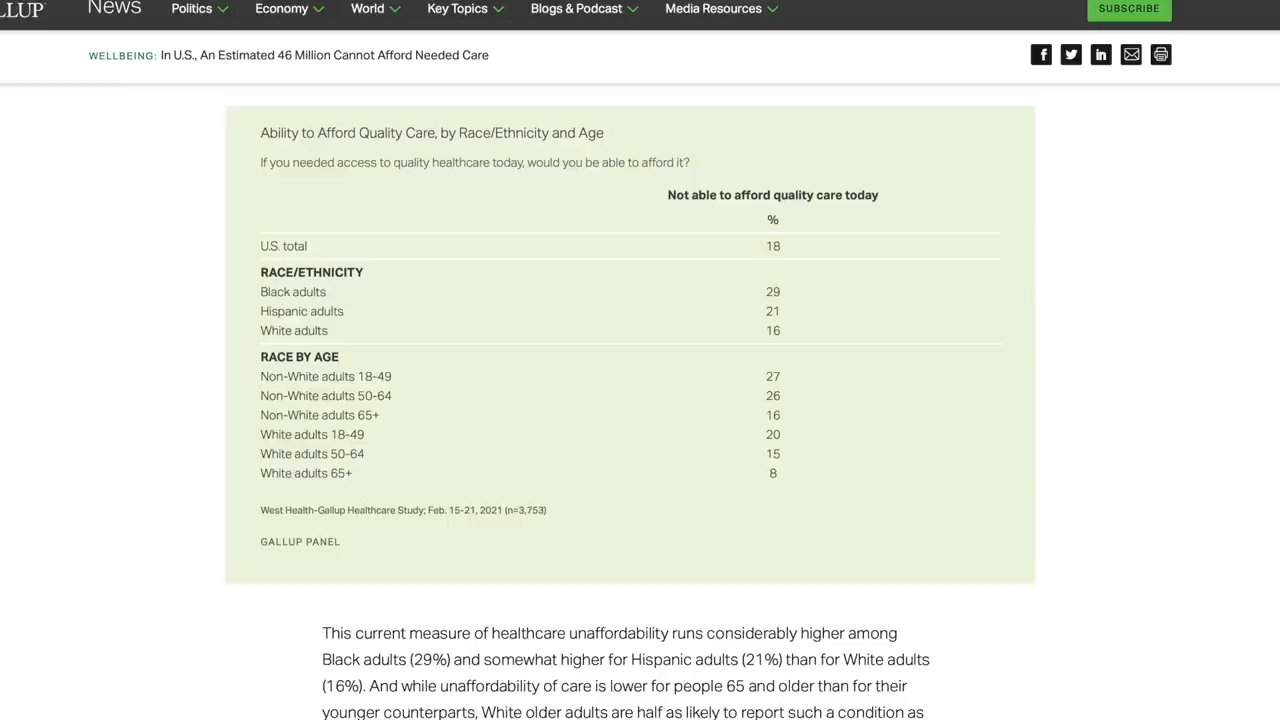 LLUP News Politics Economy World Key Topics Blogs & Podcast Media Resources SUBSCRIBE
WELLBEING: In U.S., An Estimated 46 Million Cannot Afford Needed Care
Ability to Afford Quality Care, by Race/Ethnicity and Age
If you needed access to quality healthcare today, would you be able to afford it?
Not able to afford quality care today
%
U.S. total 18
RACE/ETHNICITY
Black adults 29
Hispanic adults 21
White adults 16
RACE BY AGE
Non-White adults 18-49 27
Non-White adults 50-64 26
Non-White adults 65+ 16
White adults 18-49 20
White adults 50-64 15
White adults 65+ 8
West Health-Gallup Healthcare Study; Feb. 15-21, 2021 (n=3,753)
GALLUP PANEL
This current measure of healthcare unaffordability runs considerably higher among
Black adults (29%) and somewhat higher for Hispanic adults (21%) than for White adults
(16%). And while unaffordability of care is lower for people 65 and older than for their
younger counterparts, White older adults are half as likely to report such a condition as